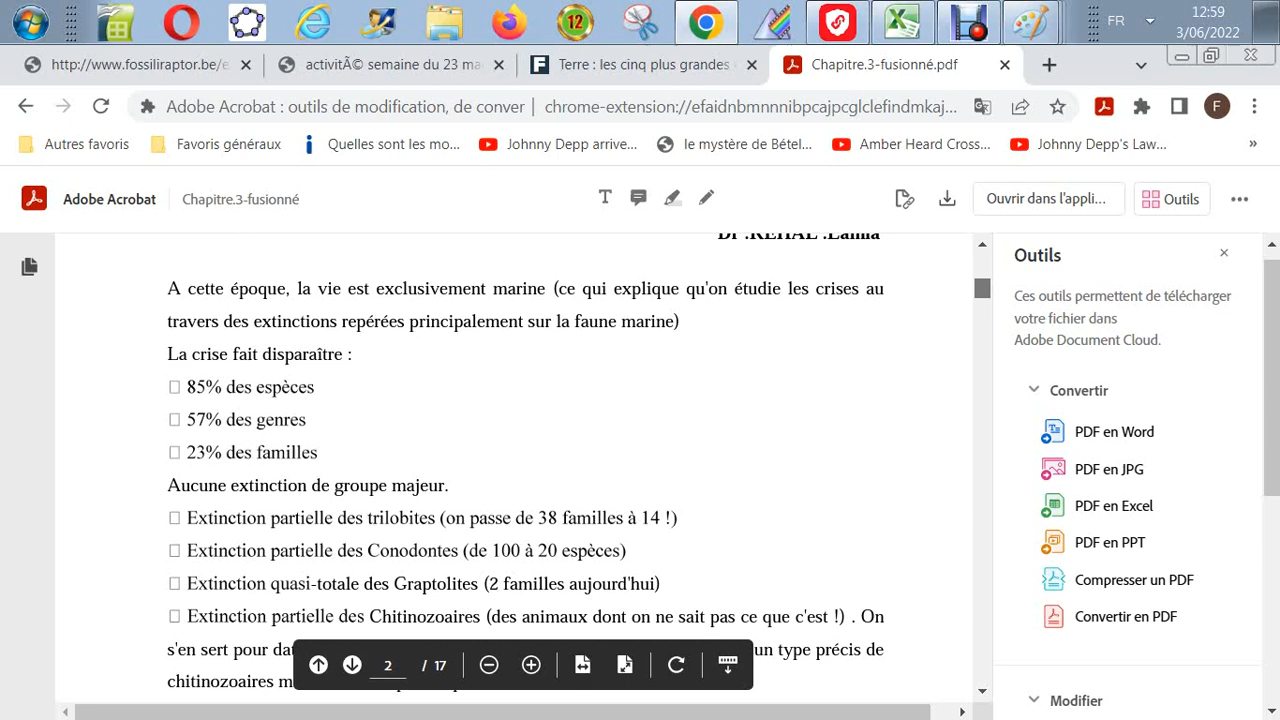 12
FR
12:59
3/06/2022
http://www.fossiliraptor.be/e
activitÃ© semaine du 23 ma
Terre : les cinq plus grandes
Chapitre.3-fusionné.pdf
Adobe Acrobat : outils de modification, de conver | chrome-extension://efaidnbmnnnibpcajpcglclefindmkaj...
F
Autres favoris
Favoris généraux
Quelles sont les mo...
Johnny Depp arrive...
le mystère de Bétel...
Amber Heard Cross...
Johnny Depp's Law...
»
Adobe Acrobat
Chapitre.3-fusionné
Ouvrir dans l'appli...
Outils
Dr .REHAL .Lamia
A cette époque, la vie est exclusivement marine (ce qui explique qu'on étudie les crises au
travers des extinctions repérées principalement sur la faune marine)
La crise fait disparaître :
85% des espèces
57% des genres
23% des familles
Aucune extinction de groupe majeur.
Extinction partielle des trilobites (on passe de 38 familles à 14 !)
Extinction partielle des Conodontes (de 100 à 20 espèces)
Extinction quasi-totale des Graptolites (2 familles aujourd'hui)
Extinction partielle des Chitinozoaires (des animaux dont on ne sait pas ce que c'est !) . On
s'en sert pour un type précis de
chitinozoaires
2 / 17
Outils
Ces outils permettent de télécharger
votre fichier dans
Adobe Document Cloud.
Convertir
PDF en Word
PDF en JPG
PDF en Excel
PDF en PPT
Compresser un PDF
Convertir en PDF
Modifier